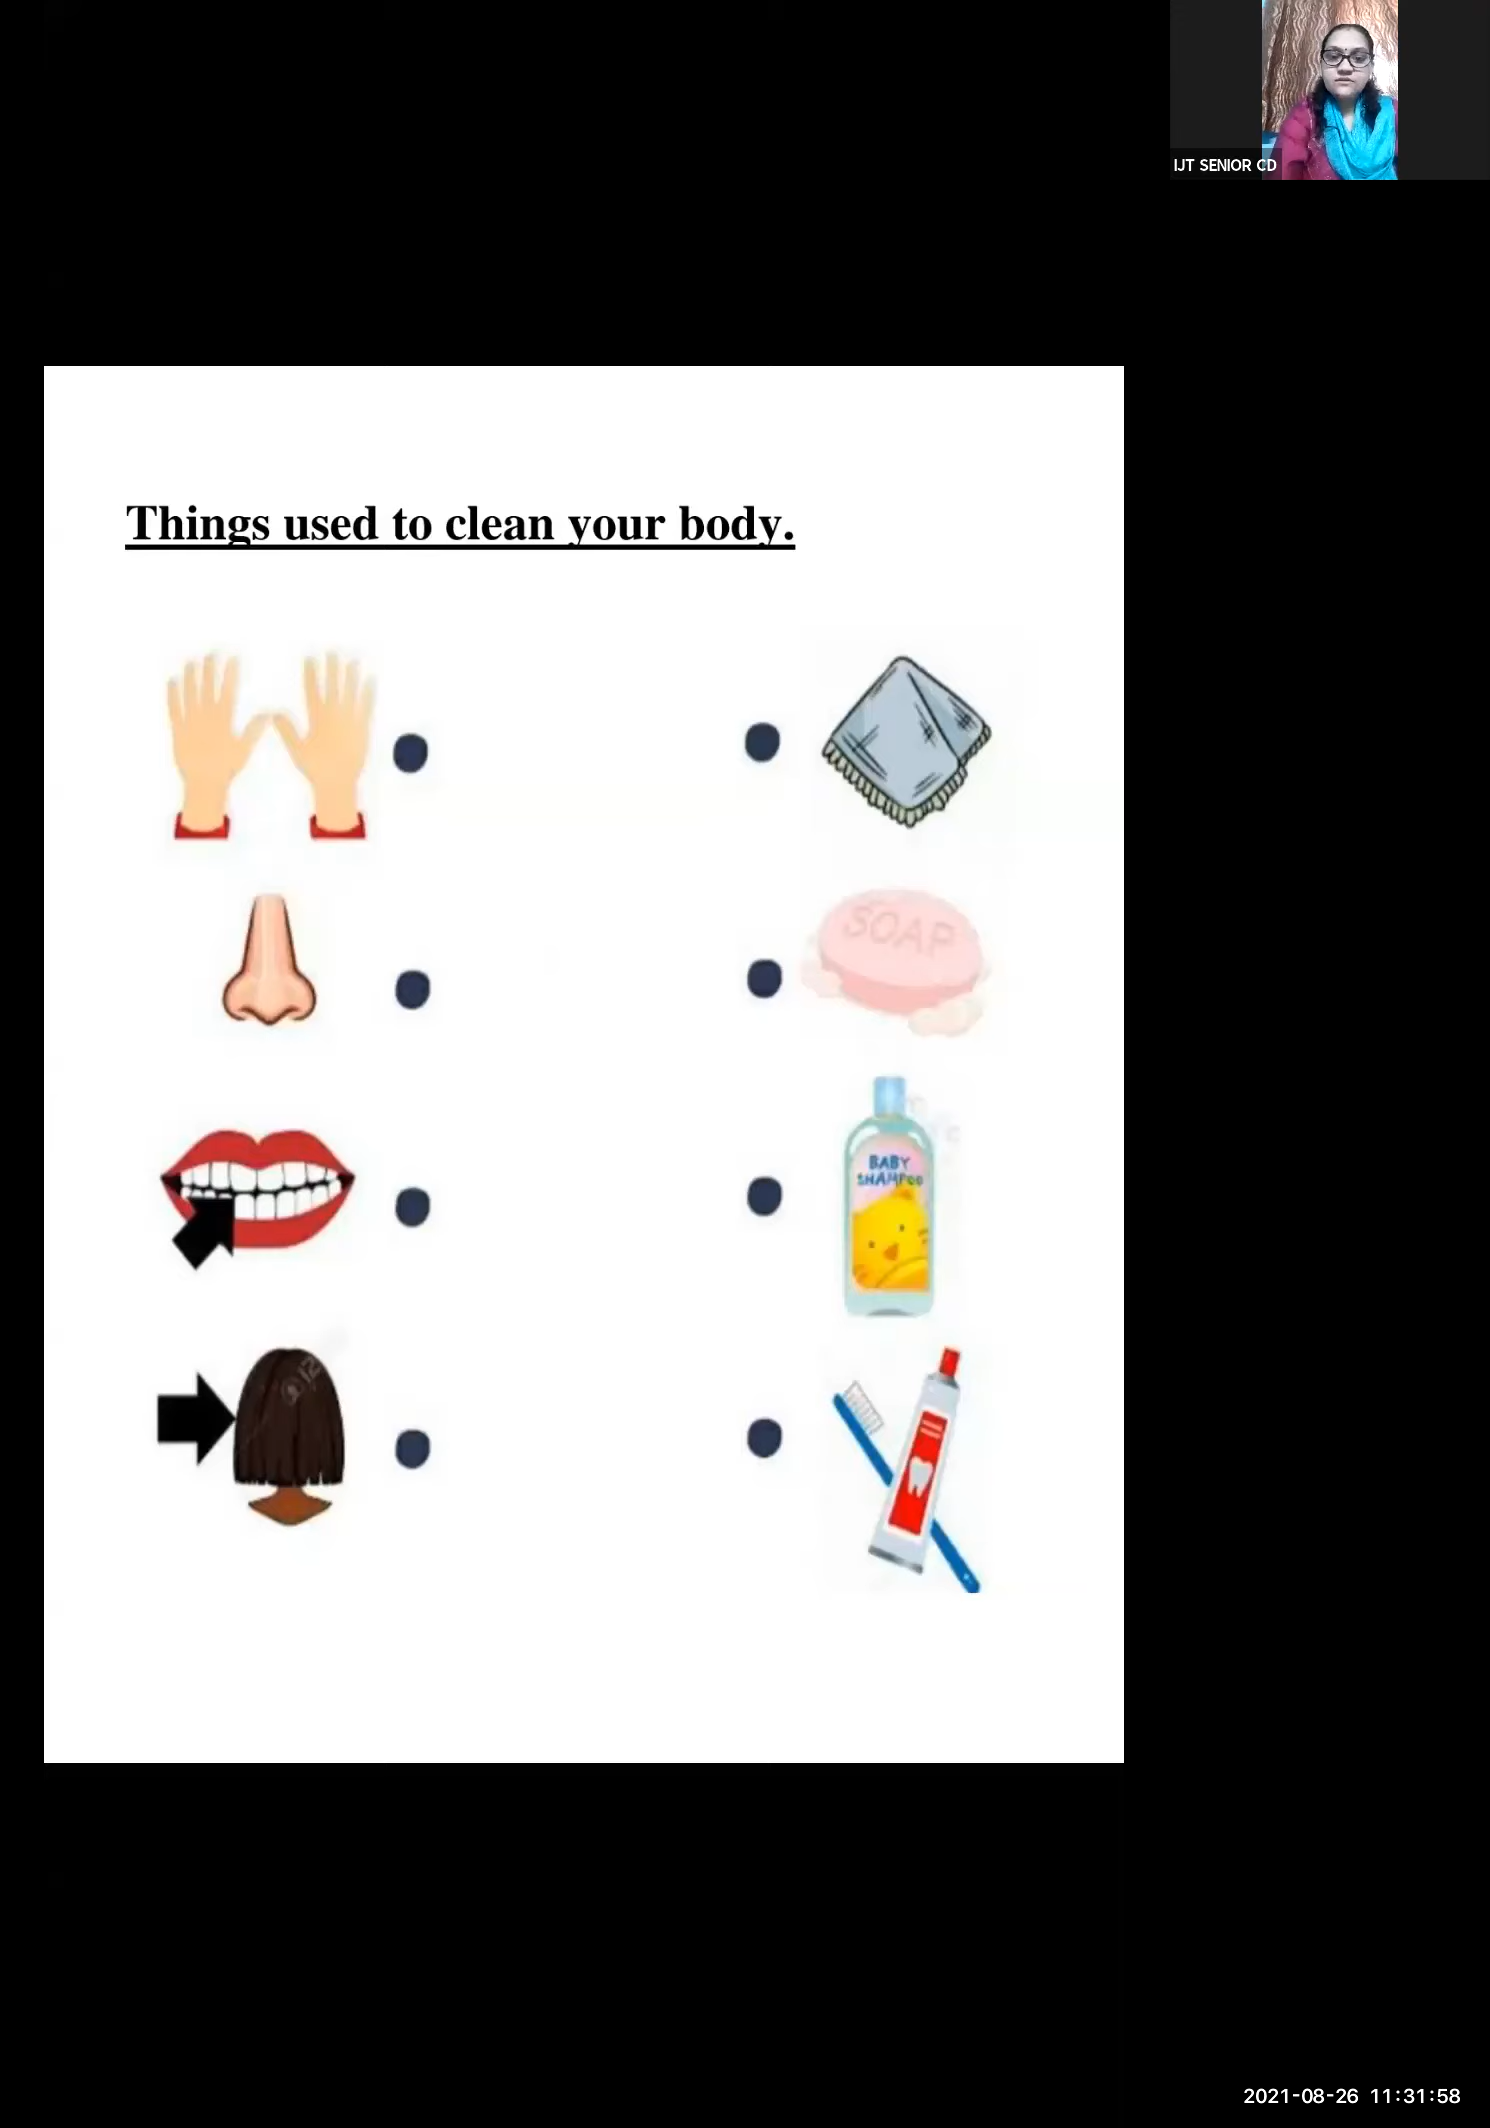 IJT SENIOR CD
Things used to clean your body.
SOAP
BABY
SHAMPOO
2021-08-26 11:31:58